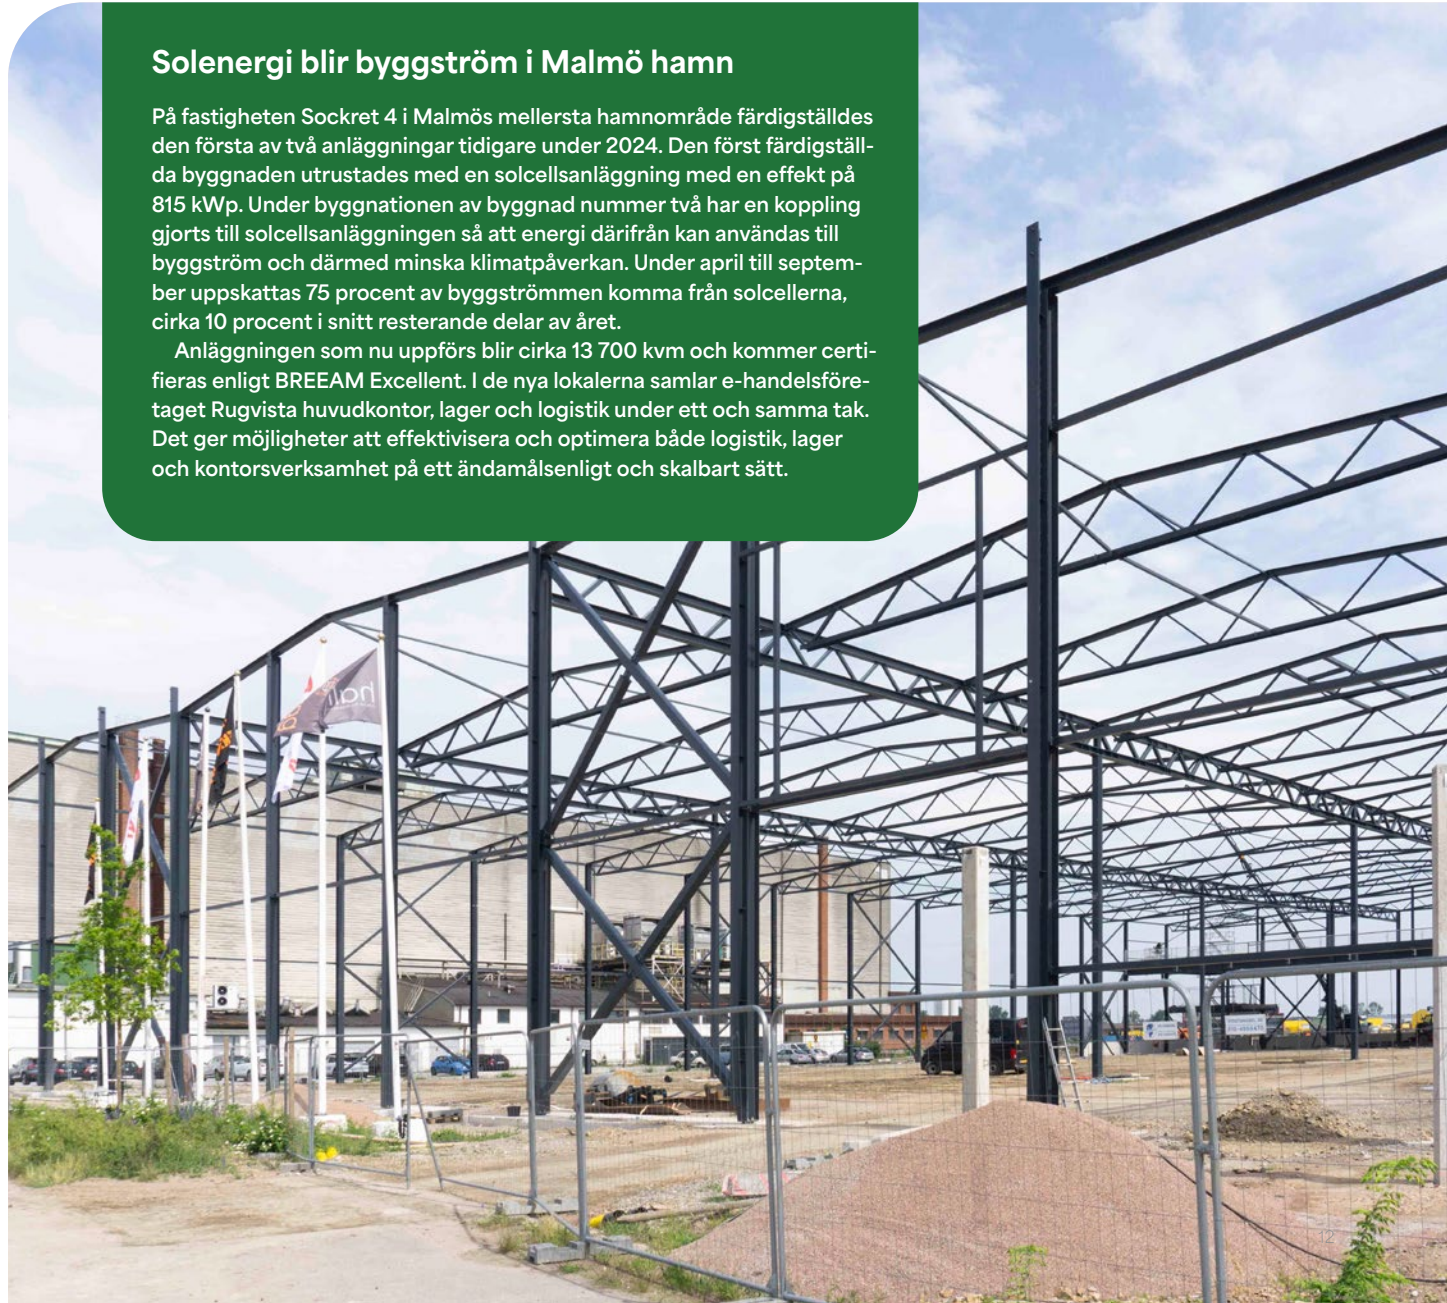 Solenergi blir byggström i Malmö hamn
På fastigheten Sockret 4 i Malmös mellersta hamnområde färdigställdes
den första av två anläggningar tidigare under 2024. Den först färdigställ-
da byggnaden utrustades med en solcellsanläggning med en effekt på
815 kWp. Under byggnationen av byggnad nummer två har en koppling
gjorts till solcellsanläggningen så att energi därifrån kan användas till
byggström och därmed minska klimatpåverkan. Under april till septem-
ber uppskattas 75 procent av byggströmmen komma från solcellerna,
cirka 10 procent i snitt resterande delar av året.
Anläggningen som nu uppförs blir cirka 13 700 kvm och kommer certi-
fieras enligt BREEAM Excellent. I de nya lokalerna samlar e-handelsföre-
taget Rugvista huvudkontor, lager och logistik under ett och samma tak.
Det ger möjligheter att effektivisera och optimera både logistik, lager
och kontorsverksamhet på ett ändamålsenligt och skalbart sätt.
12